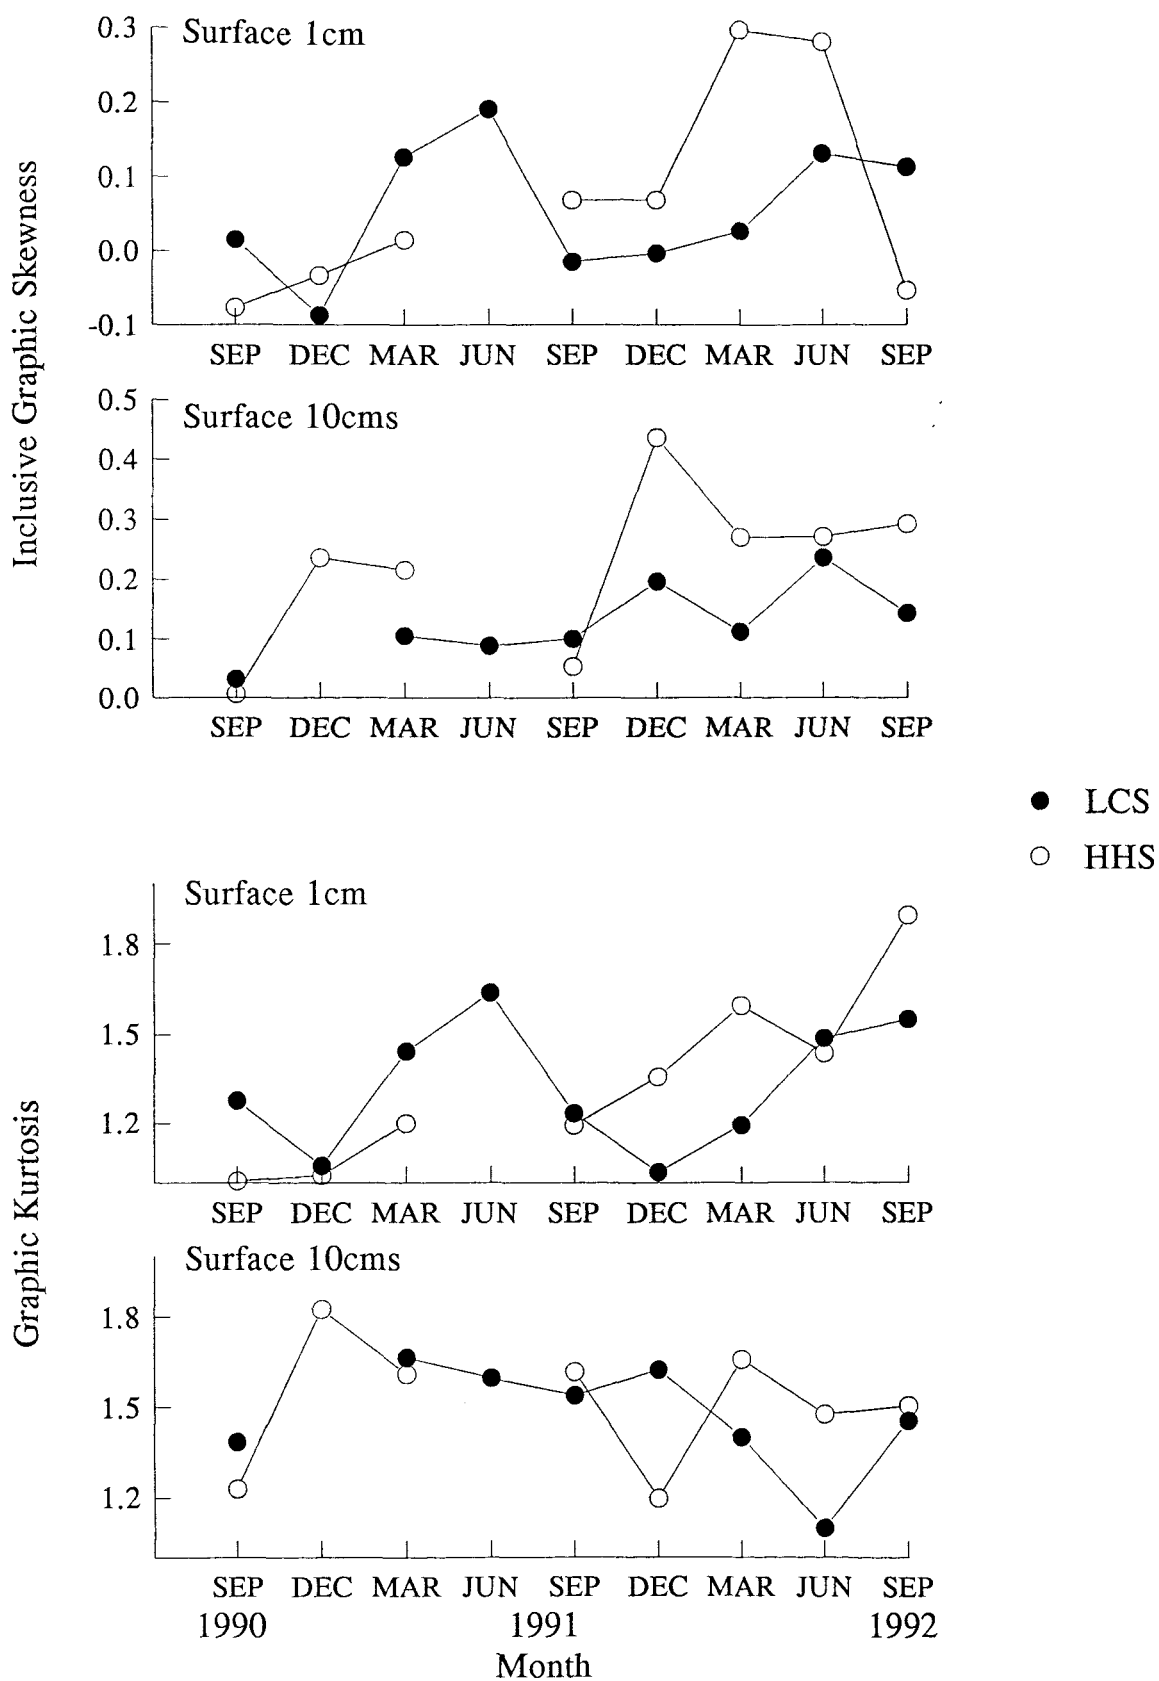 Inclusive Graphic Skewness
Surface 1cm
0.3
0.2
0.1
0.0
-0.1
SEP DEC MAR JUN SEP DEC MAR JUN SEP
Surface 10cms
0.5
0.4
0.3
0.2
0.1
0.0
SEP DEC MAR JUN SEP DEC MAR JUN SEP
LCS
HHS
Graphic Kurtosis
Surface 1cm
1.8
1.5
1.2
SEP DEC MAR JUN SEP DEC MAR JUN SEP
Surface 10cms
1.8
1.5
1.2
SEP DEC MAR JUN SEP DEC MAR JUN SEP
1990 1991 1992
Month